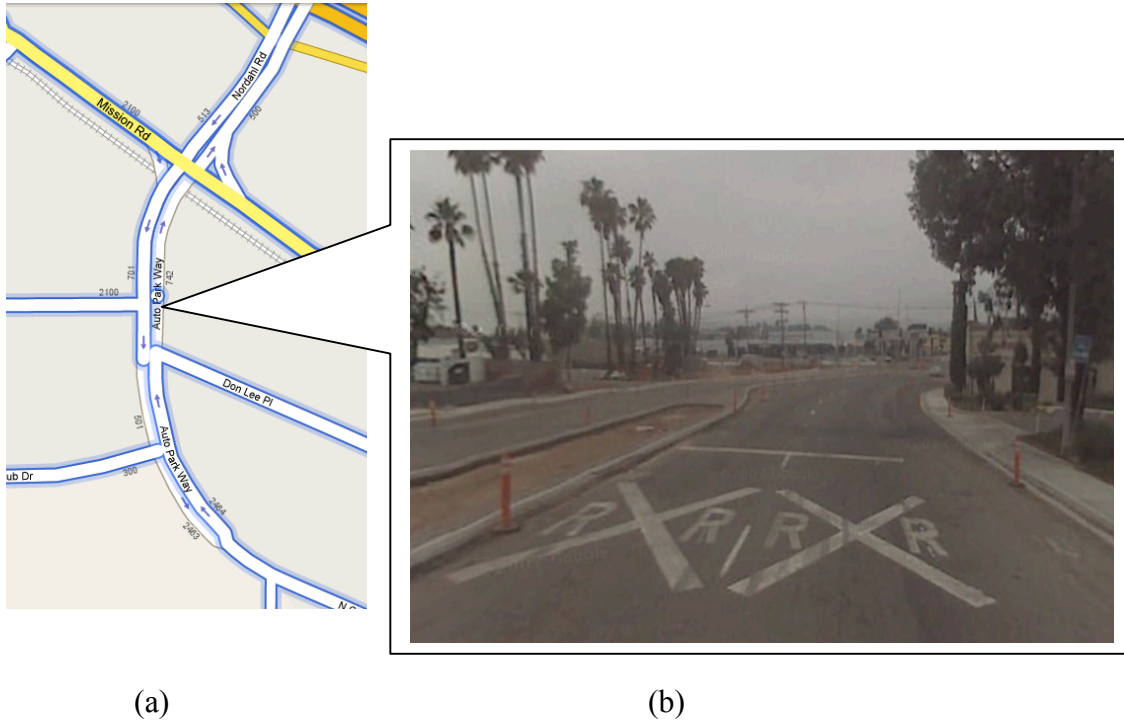 Nordahl Rd
513
500
2100
Mission Rd
701
742
2100
Auto Park Way
Don Lee Pl
501
Auto Park Way
ub Dr
300
2464
2463
R R R R
(a)
(b)